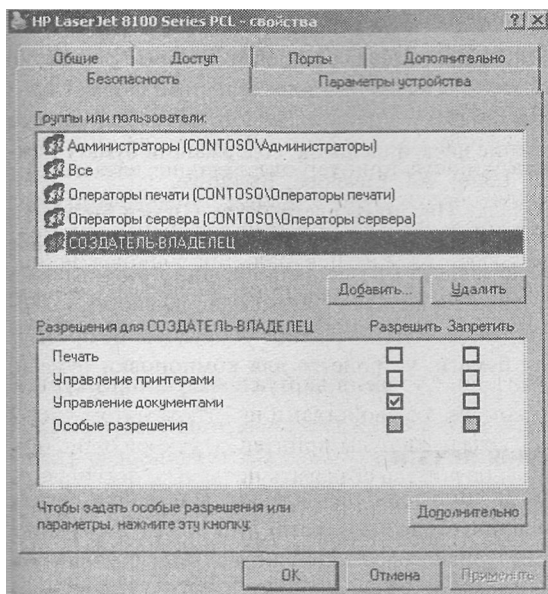 HP LaserJet 8100 Series PCL - свойства
Общие Доступ Порты Дополнительно
Безопасность Параметры устройства
Группы или пользователи:
Администраторы (CONTOSO\Администраторы)
Все
Операторы печати (CONTOSO\Операторы печати)
Операторы сервера (CONTOSO\Операторы сервера)
СОЗДАТЕЛЬ-ВЛАДЕЛЕЦ
Добавить... Удалить
Разрешения для СОЗДАТЕЛЬ-ВЛАДЕЛЕЦ Разрешить Запретить
Печать
Управление принтерами
Управление документами
Особые разрешения
Чтобы задать особые разрешения или
параметры, нажмите эту кнопку:
Дополнительно
OK Отмена Применить